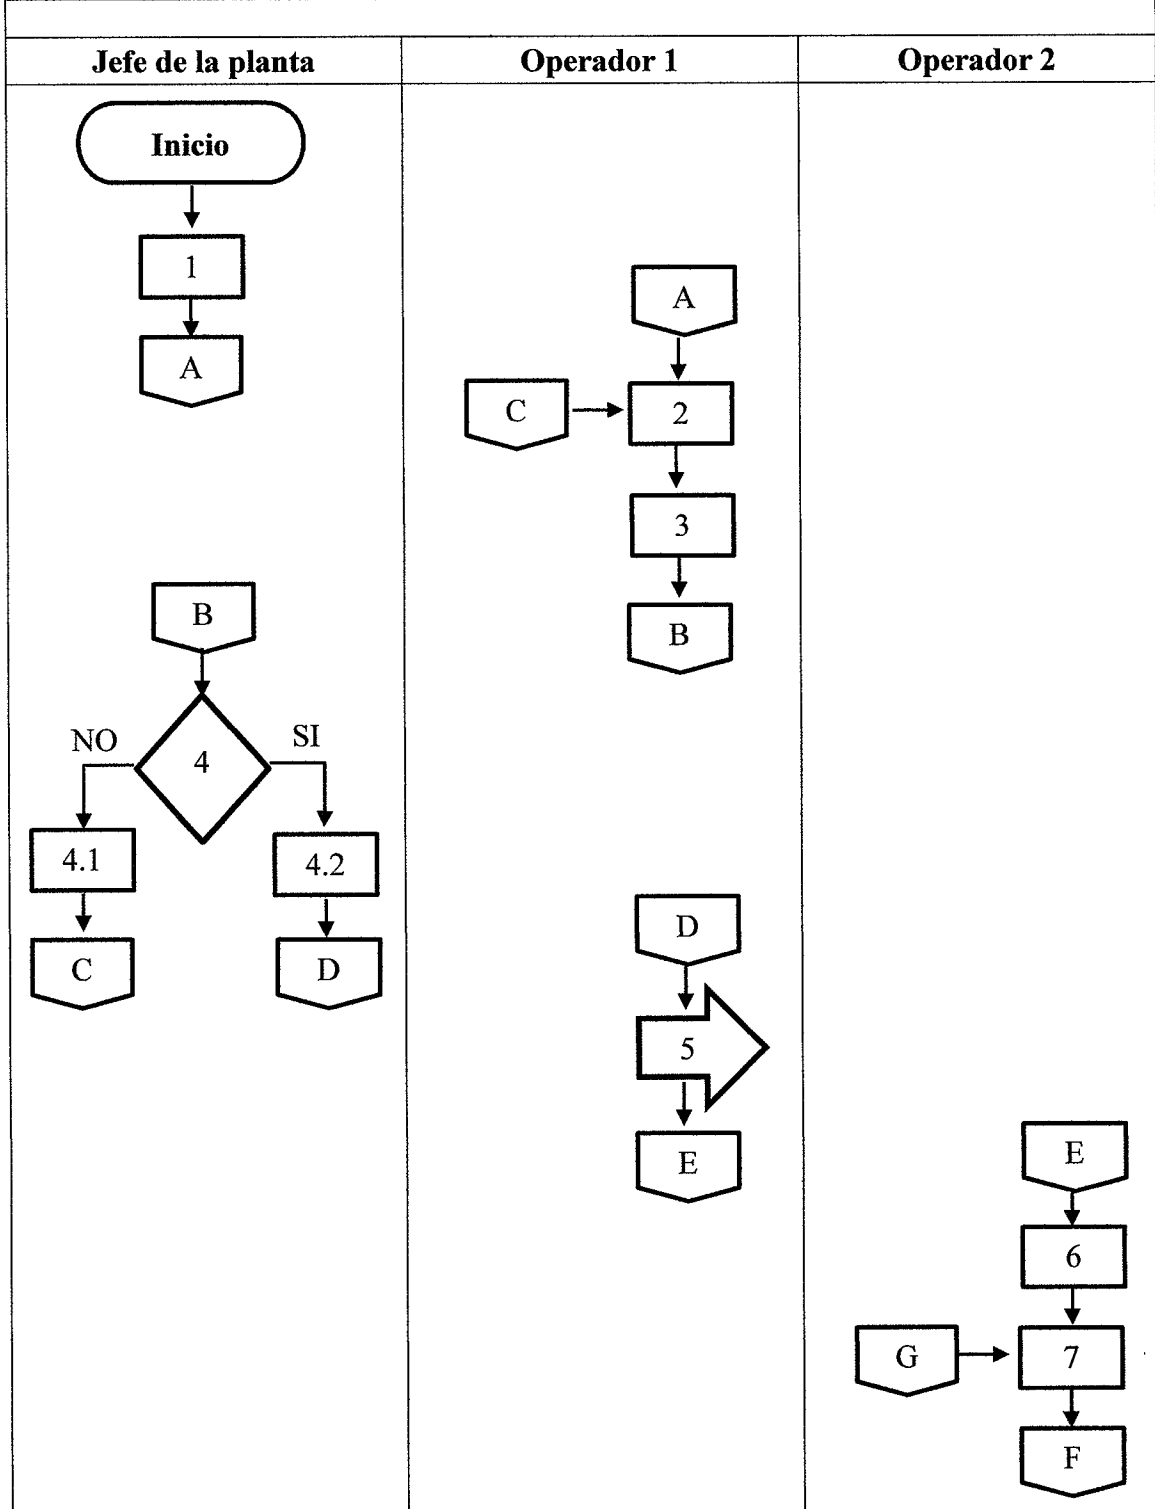 Jefe de la planta
Operador 1
Operador 2
Inicio
1
A
A
C
2
3
B
B
NO
4
SI
4.1
4.2
C
D
D
5
E
E
6
G
7
F